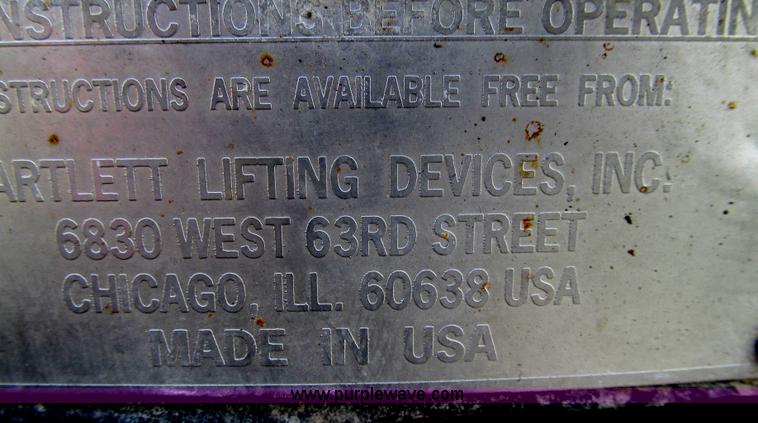 NSTRUCTIONS BEFORE OPERATIN
STRUCTIONS ARE AVAILABLE FREE FROM:
ARTLETT LIFTING DEVICES, INC.
6830 WEST 63RD STREET
CHICAGO, ILL. 60638 USA
MADE IN USA
www.purplewave.com